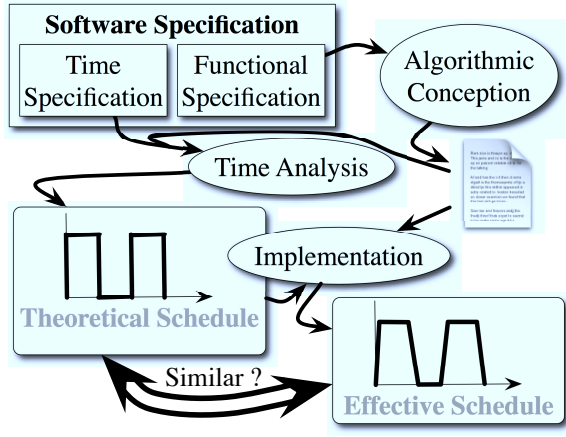 Software Specification
Time
Specification
Functional
Specification
Algorithmic
Conception
Time Analysis
Implementation
Theoretical Schedule
Similar ?
Effective Schedule